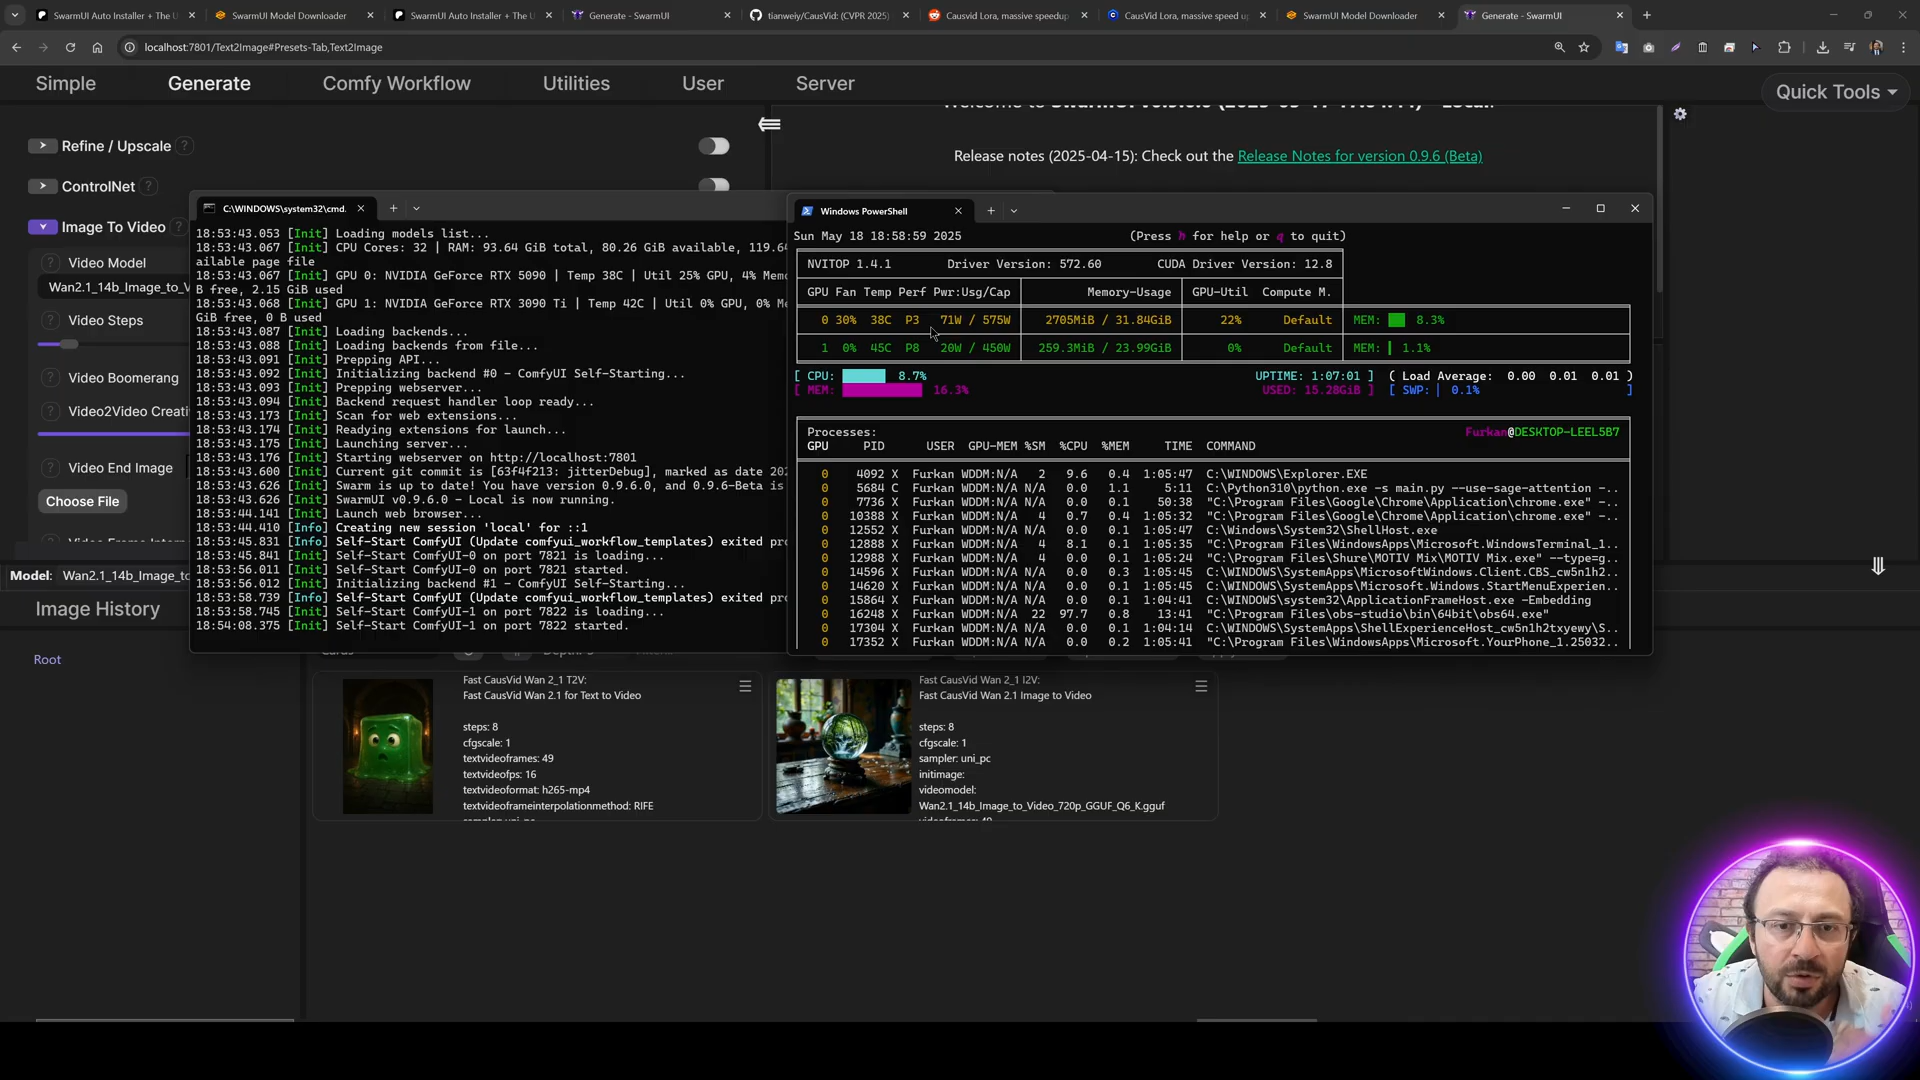 SwarmUI Auto Installer + The U
SwarmUI Model Downloader
SwarmUI Auto Installer + The U
Generate - SwarmUI
tianweiy/CausVid: (CVPR 2025)
Causvid Lora, massive speedup
CausVid Lora, massive speed up
SwarmUI Model Downloader
Generate - SwarmUI
localhost:7801/Text2Image#Presets-Tab,Text2Image
Simple
Generate
Comfy Workflow
Utilities
User
Server
Quick Tools
Release notes (2025-04-15): Check out the Release Notes for version 0.9.6 (Beta)
Refine / Upscale ?
ControlNet ?
Image To Video ?
? Video Model
Wan2.1_14b_Image_to_V
? Video Steps
? Video Boomerang
? Video2Video Creati
? Video End Image
Choose File
Model: Wan2.1_14b_Image_to
Image History
Root
C:\WINDOWS\system32\cmd.
18:53:43.053 [Init] Loading models list...
18:53:43.067 [Init] CPU Cores: 32 | RAM: 93.64 GiB total, 80.26 GiB available, 119.6
ailable page file
18:53:43.067 [Init] GPU 0: NVIDIA GeForce RTX 5090 | Temp 38C | Util 25% GPU, 4% Mem
B free, 2.15 GiB used
18:53:43.068 [Init] GPU 1: NVIDIA GeForce RTX 3090 Ti | Temp 42C | Util 0% GPU, 0% M
GiB free, 0 B used
18:53:43.087 [Init] Loading backends...
18:53:43.088 [Init] Loading backends from file...
18:53:43.091 [Init] Prepping API...
18:53:43.092 [Init] Initializing backend #0 - ComfyUI Self-Starting...
18:53:43.093 [Init] Prepping webserver...
18:53:43.094 [Init] Backend request handler loop ready...
18:53:43.173 [Init] Scan for web extensions...
18:53:43.174 [Init] Readying extensions for launch...
18:53:43.175 [Init] Launching server...
18:53:43.176 [Init] Starting webserver on http://localhost:7801
18:53:43.600 [Init] Current git commit is [63f4f213: jitterDebug], marked as date 202
18:53:43.626 [Init] Swarm is up to date! You have version 0.9.6.0, and 0.9.6-Beta is
18:53:43.626 [Init] SwarmUI v0.9.6.0 - Local is now running.
18:53:44.141 [Init] Launch web browser...
18:53:44.410 [Info] Creating new session 'local' for ::1
18:53:45.831 [Info] Self-Start ComfyUI (Update comfyui_workflow_templates) exited pro
18:53:45.841 [Init] Self-Start ComfyUI-0 on port 7821 is loading...
18:53:56.011 [Init] Self-Start ComfyUI-0 on port 7821 started.
18:53:56.012 [Init] Initializing backend #1 - ComfyUI Self-Starting...
18:53:58.739 [Info] Self-Start ComfyUI (Update comfyui_workflow_templates) exited pro
18:53:58.745 [Init] Self-Start ComfyUI-1 on port 7822 is loading...
18:54:08.375 [Init] Self-Start ComfyUI-1 on port 7822 started.
Windows PowerShell
Sun May 18 18:58:59 2025 (Press h for help or q to quit)
NVITOP 1.4.1 Driver Version: 572.60 CUDA Driver Version: 12.8
GPU Fan Temp Perf Pwr:Usg/Cap Memory-Usage GPU-Util Compute M.
0 30% 38C P3 71W / 575W 2705MiB / 31.84GiB 22% Default MEM: 8.3%
1 0% 45C P8 20W / 450W 259.3MiB / 23.99GiB 0% Default MEM: 1.1%
[ CPU: 8.7% UPTIME: 1:07:01 ] ( Load Average: 0.00 0.01 0.01 )
[ MEM: 16.3% USED: 15.28GiB ] [ SWP: 0.1% ]
Processes: Furkan@DESKTOP-LEEL5B7
GPU PID USER GPU-MEM %SM %CPU %MEM TIME COMMAND
0 4092 X Furkan WDDM:N/A 2 9.6 0.4 1:05:47 C:\WINDOWS\Explorer.EXE
0 5684 C Furkan WDDM:N/A N/A 0.0 1.1 5:11 C:\Python310\python.exe -s main.py --use-sage-attention -..
0 7736 X Furkan WDDM:N/A N/A 0.0 0.1 50:38 "C:\Program Files\Google\Chrome\Application\chrome.exe" -..
0 10388 X Furkan WDDM:N/A 4 0.7 0.4 1:05:32 "C:\Program Files\Google\Chrome\Application\chrome.exe" -..
0 12552 X Furkan WDDM:N/A N/A 0.0 0.1 1:05:47 C:\Windows\System32\ShellHost.exe
0 12888 X Furkan WDDM:N/A 4 8.1 0.1 1:05:35 "C:\Program Files\WindowsApps\Microsoft.WindowsTerminal_1..
0 12988 X Furkan WDDM:N/A 4 0.0 0.1 1:05:24 "C:\Program Files\Shure\MOTIV Mix\MOTIV Mix.exe" --type=g..
0 14596 X Furkan WDDM:N/A N/A 0.0 0.3 1:05:45 C:\WINDOWS\SystemApps\MicrosoftWindows.Client.CBS_cw5n1h2..
0 14620 X Furkan WDDM:N/A N/A 0.0 0.1 1:05:45 C:\WINDOWS\SystemApps\Microsoft.Windows.StartMenuExperien..
0 15864 X Furkan WDDM:N/A N/A 0.0 0.1 1:04:41 C:\WINDOWS\system32\ApplicationFrameHost.exe -Embedding
0 16248 X Furkan WDDM:N/A 22 97.7 0.8 13:41 "C:\Program Files\obs-studio\bin\64bit\obs64.exe"
0 17304 X Furkan WDDM:N/A N/A 0.0 0.1 1:04:14 C:\WINDOWS\SystemApps\ShellExperienceHost_cw5n1h2txyewy\S..
0 17352 X Furkan WDDM:N/A N/A 0.0 0.2 1:05:41 "C:\Program Files\WindowsApps\Microsoft.YourPhone_1.25032..
Fast CausVid Wan 2_1 T2V:
Fast CausVid Wan 2.1 for Text to Video
steps: 8
cfgscale: 1
textvideoframes: 49
textvideofps: 16
textvideoformat: h265-mp4
textvideoframeinterpolationmethod: RIFE
Fast CausVid Wan 2_1 I2V:
Fast CausVid Wan 2.1 Image to Video
steps: 8
cfgscale: 1
sampler: uni_pc
initimage:
videomodel:
Wan2.1_14b_Image_to_Video_720p_GGUF_Q6_K.gguf